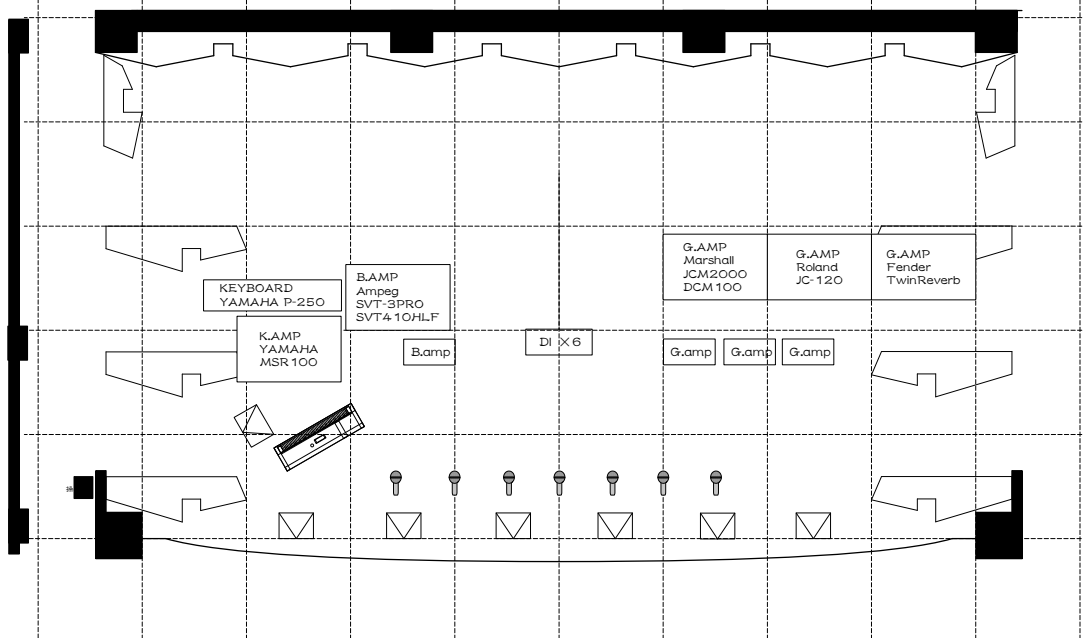 G.AMP
Marshall
JCM2000
DCM100
G.AMP
Roland
JC-120
G.AMP
Fender
TwinReverb
B.AMP
Ampeg
SVT-3PRO
SVT410HLF
KEYBOARD
YAMAHA P-250
K.AMP
YAMAHA
MSR100
DI X6
B.amp
G.amp
G.amp
G.amp